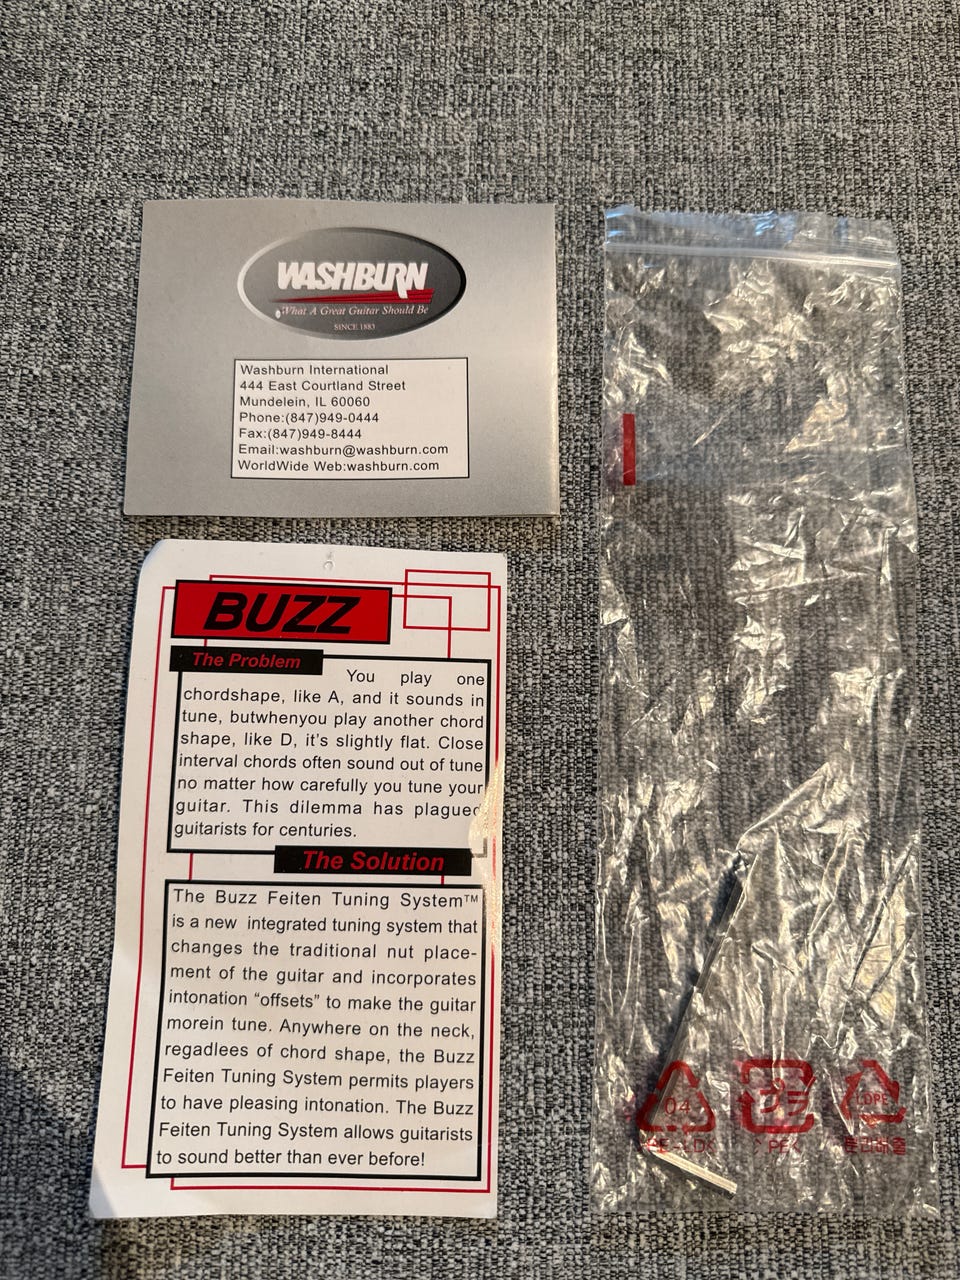 WASHBURN
What A Great Guitar Should Be
SINCE 1883
Washburn International
444 East Courtland Street
Mundelein, IL 60060
Phone:(847)949-0444
Fax:(847)949-8444
Email:washburn@washburn.com
WorldWide Web:washburn.com
BUZZ
The Problem
You play one
chordshape, like A, and it sounds in
tune, butwhenyou play another chord
shape, like D, it's slightly flat. Close
interval chords often sound out of tune
no matter how carefully you tune your
guitar. This dilemma has plagued
guitarists for centuries.
The Solution
The Buzz Feiten Tuning System™
is a new integrated tuning system that
changes the traditional nut place-
ment of the guitar and incorporates
intonation “offsets” to make the guitar
morein tune. Anywhere on the neck,
regadlees of chord shape, the Buzz
Feiten Tuning System permits players
to have pleasing intonation. The Buzz
Feiten Tuning System allows guitarists
to sound better than ever before!
04
LDPE